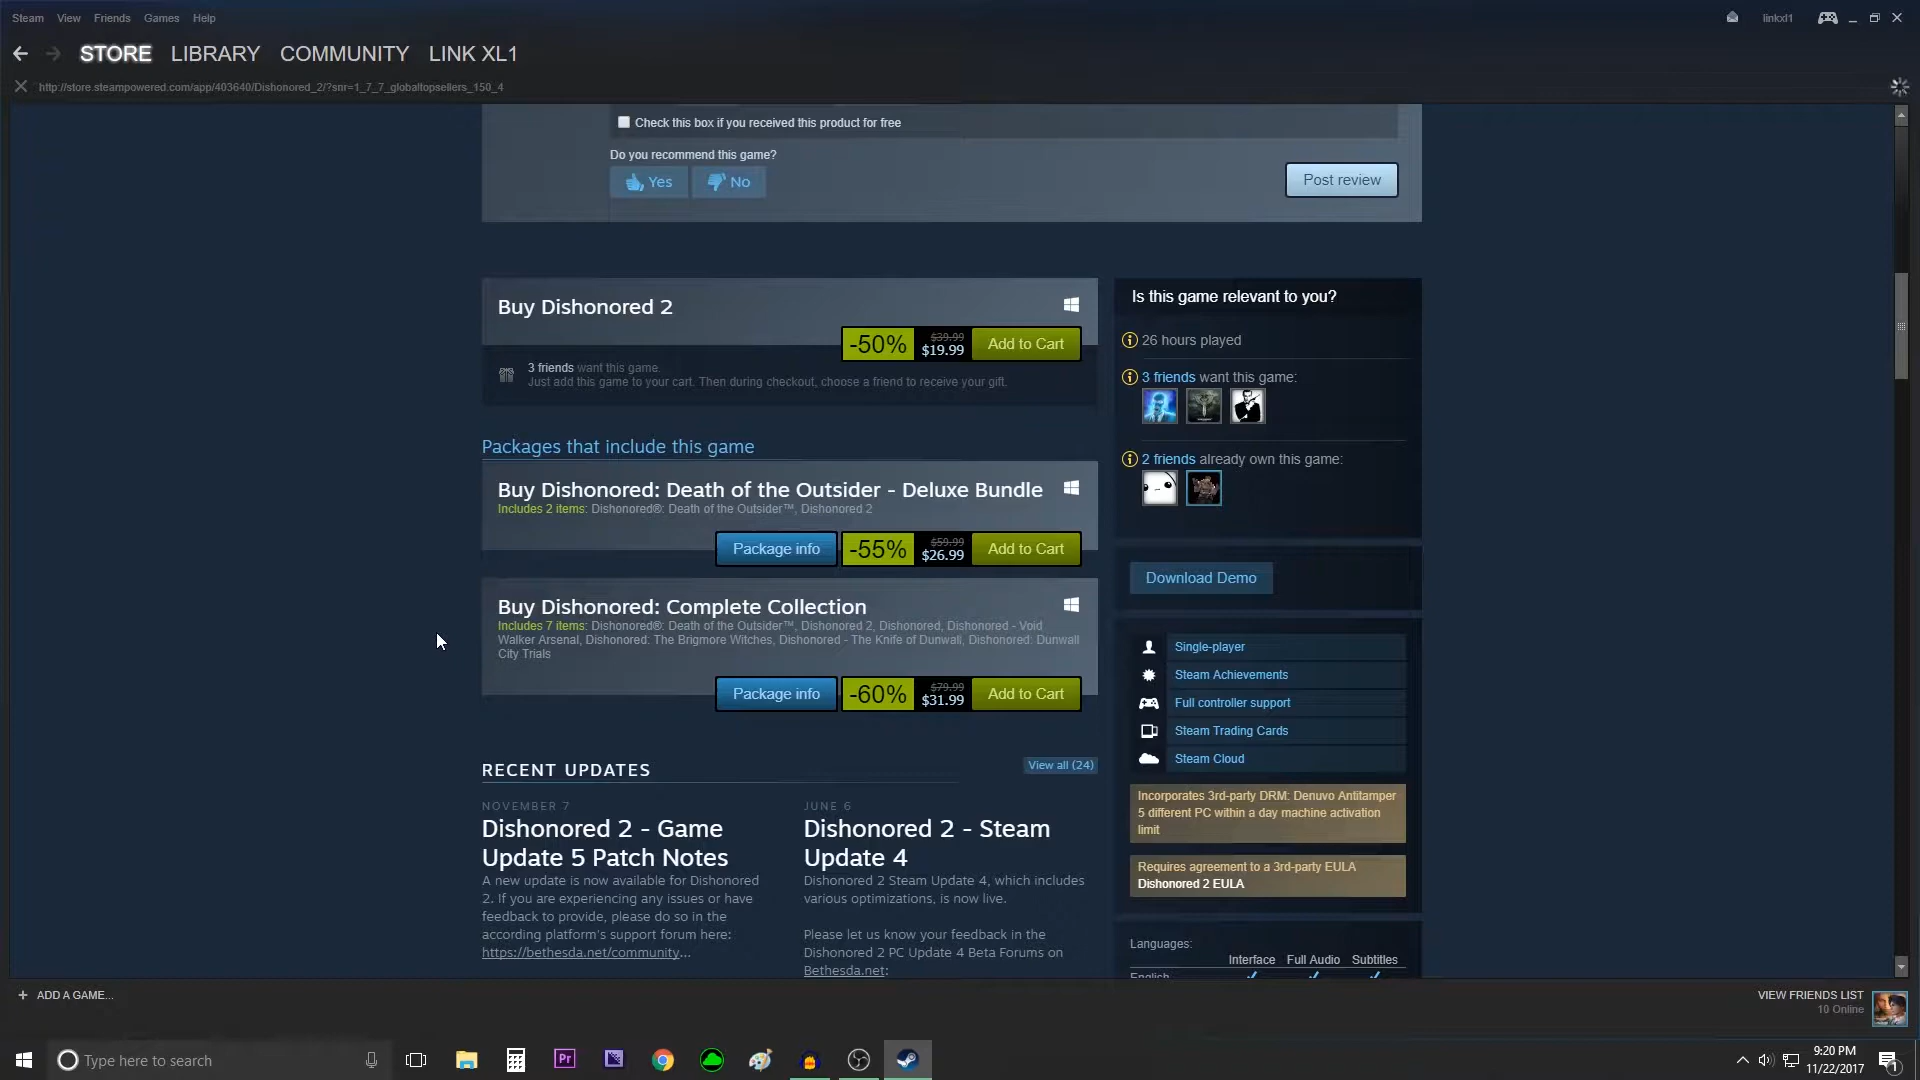 Steam View Friends Games Help
linkxl1
STORE LIBRARY COMMUNITY LINK XL1
http://store.steampowered.com/app/403640/Dishonored_2/?snr=1_7_7_globaltopsellers_150_4
Check this box if you received this product for free
Do you recommend this game?
Yes No
Post review
Buy Dishonored 2
-50% $39.99 $19.99 Add to Cart
3 friends want this game.
Just add this game to your cart. Then during checkout, choose a friend to receive your gift.
Packages that include this game
Buy Dishonored: Death of the Outsider - Deluxe Bundle
Includes 2 items: Dishonored®: Death of the Outsider™, Dishonored 2
Package info -55% $59.99 $26.99 Add to Cart
Buy Dishonored: Complete Collection
Includes 7 items: Dishonored®: Death of the Outsider™, Dishonored 2, Dishonored, Dishonored - Void
Walker Arsenal, Dishonored: The Brigmore Witches, Dishonored - The Knife of Dunwall, Dishonored: Dunwall
City Trials
Package info -60% $79.99 $31.99 Add to Cart
RECENT UPDATES
View all (24)
NOVEMBER 7
Dishonored 2 - Game
Update 5 Patch Notes
A new update is now available for Dishonored
2. If you are experiencing any issues or have
feedback to provide, please do so in the
according platform's support forum here:
https://bethesda.net/community...
JUNE 6
Dishonored 2 - Steam
Update 4
Dishonored 2 Steam Update 4, which includes
various optimizations, is now live.
Please let us know your feedback in the
Dishonored 2 PC Update 4 Beta Forums on
Bethesda.net:
Is this game relevant to you?
26 hours played
3 friends want this game:
2 friends already own this game:
Download Demo
Single-player
Steam Achievements
Full controller support
Steam Trading Cards
Steam Cloud
Incorporates 3rd-party DRM: Denuvo Antitamper
5 different PC within a day machine activation
limit
Requires agreement to a 3rd-party EULA
Dishonored 2 EULA
Languages:
Interface Full Audio Subtitles
English
+ ADD A GAME...
VIEW FRIENDS LIST
10 Online
Type here to search
Pr
9:20 PM
11/22/2017
1